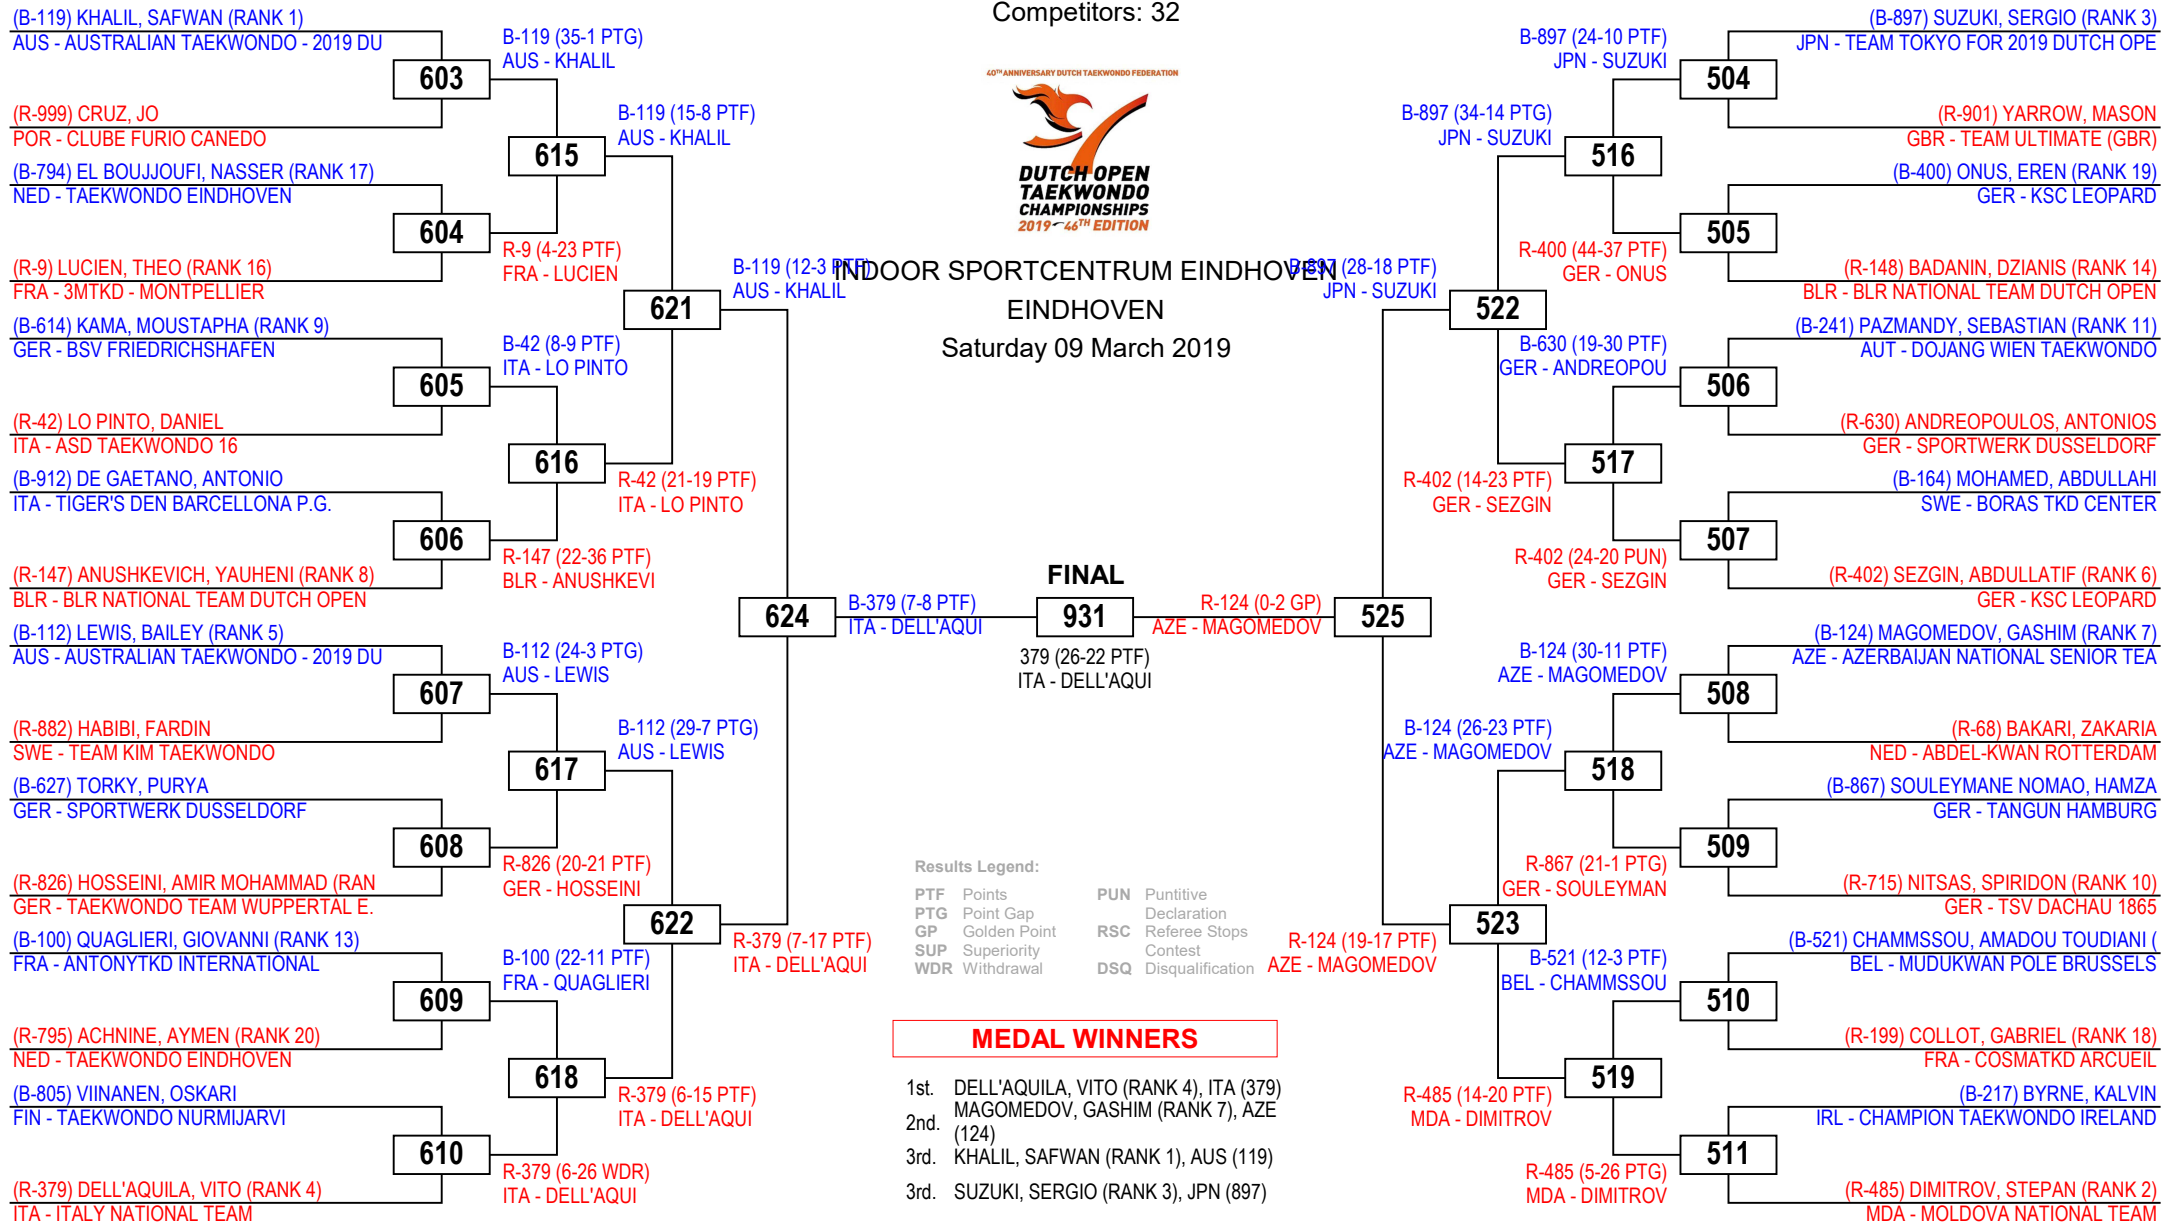 Competitors: 32
40TH ANNIVERSARY DUTCH TAEKWONDO FEDERATION
DUTCH OPEN
TAEKWONDO
CHAMPIONSHIPS
2019 - 46TH EDITION
INDOOR SPORTCENTRUM EINDHOVEN
EINDHOVEN
Saturday 09 March 2019
(B-119) KHALIL, SAFWAN (RANK 1)
AUS - AUSTRALIAN TAEKWONDO - 2019 DU
603
(R-999) CRUZ, JO
POR - CLUBE FURIO CANEDO
(B-794) EL BOUJJOUFI, NASSER (RANK 17)
NED - TAEKWONDO EINDHOVEN
604
(R-9) LUCIEN, THEO (RANK 16)
FRA - 3MTKD - MONTPELLIER
(B-614) KAMA, MOUSTAPHA (RANK 9)
GER - BSV FRIEDRICHSHAFEN
605
(R-42) LO PINTO, DANIEL
ITA - ASD TAEKWONDO 16
(B-912) DE GAETANO, ANTONIO
ITA - TIGER'S DEN BARCELLONA P.G.
606
(R-147) ANUSHKEVICH, YAUHENI (RANK 8)
BLR - BLR NATIONAL TEAM DUTCH OPEN
(B-112) LEWIS, BAILEY (RANK 5)
AUS - AUSTRALIAN TAEKWONDO - 2019 DU
607
(R-882) HABIBI, FARDIN
SWE - TEAM KIM TAEKWONDO
(B-627) TORKY, PURYA
GER - SPORTWERK DUSSELDORF
608
(R-826) HOSSEINI, AMIR MOHAMMAD (RAN
GER - TAEKWONDO TEAM WUPPERTAL E.
(B-100) QUAGLIERI, GIOVANNI (RANK 13)
FRA - ANTONYTKD INTERNATIONAL
609
(R-795) ACHNINE, AYMEN (RANK 20)
NED - TAEKWONDO EINDHOVEN
(B-805) VIINANEN, OSKARI
FIN - TAEKWONDO NURMIJARVI
610
(R-379) DELL'AQUILA, VITO (RANK 4)
ITA - ITALY NATIONAL TEAM
B-119 (35-1 PTG)
AUS - KHALIL
615
R-9 (4-23 PTF)
FRA - LUCIEN
B-42 (8-9 PTF)
ITA - LO PINTO
616
R-147 (22-36 PTF)
BLR - ANUSHKEVI
B-112 (24-3 PTG)
AUS - LEWIS
617
R-826 (20-21 PTF)
GER - HOSSEINI
B-100 (22-11 PTF)
FRA - QUAGLIERI
618
R-379 (6-26 WDR)
ITA - DELL'AQUI
B-119 (15-8 PTF)
AUS - KHALIL
621
R-42 (21-19 PTF)
ITA - LO PINTO
B-112 (29-7 PTG)
AUS - LEWIS
622
R-379 (6-15 PTF)
ITA - DELL'AQUI
B-119 (12-3 PTF)
AUS - KHALIL
624
R-379 (7-17 PTF)
ITA - DELL'AQUI
B-379 (7-8 PTF)
ITA - DELL'AQUI
FINAL
931
379 (26-22 PTF)
ITA - DELL'AQUI
R-124 (0-2 GP)
AZE - MAGOMEDOV
525
B-897 (28-18 PTF)
JPN - SUZUKI
R-124 (19-17 PTF)
AZE - MAGOMEDOV
522
B-897 (34-14 PTG)
JPN - SUZUKI
R-402 (14-23 PTF)
GER - SEZGIN
523
B-124 (26-23 PTF)
AZE - MAGOMEDOV
R-485 (14-20 PTF)
MDA - DIMITROV
B-897 (24-10 PTF)
JPN - SUZUKI
516
R-400 (44-37 PTF)
GER - ONUS
B-630 (19-30 PTF)
GER - ANDREOPOU
517
R-402 (24-20 PUN)
GER - SEZGIN
B-124 (30-11 PTF)
AZE - MAGOMEDOV
518
R-867 (21-1 PTG)
GER - SOULEYMAN
B-521 (12-3 PTF)
BEL - CHAMMSSOU
519
R-485 (5-26 PTG)
MDA - DIMITROV
(B-897) SUZUKI, SERGIO (RANK 3)
JPN - TEAM TOKYO FOR 2019 DUTCH OPE
504
(R-901) YARROW, MASON
GBR - TEAM ULTIMATE (GBR)
(B-400) ONUS, EREN (RANK 19)
GER - KSC LEOPARD
505
(R-148) BADANIN, DZIANIS (RANK 14)
BLR - BLR NATIONAL TEAM DUTCH OPEN
(B-241) PAZMANDY, SEBASTIAN (RANK 11)
AUT - DOJANG WIEN TAEKWONDO
506
(R-630) ANDREOPOULOS, ANTONIOS
GER - SPORTWERK DUSSELDORF
(B-164) MOHAMED, ABDULLAHI
SWE - BORAS TKD CENTER
507
(R-402) SEZGIN, ABDULLATIF (RANK 6)
GER - KSC LEOPARD
(B-124) MAGOMEDOV, GASHIM (RANK 7)
AZE - AZERBAIJAN NATIONAL SENIOR TEA
508
(R-68) BAKARI, ZAKARIA
NED - ABDEL-KWAN ROTTERDAM
(B-867) SOULEYMANE NOMAO, HAMZA
GER - TANGUN HAMBURG
509
(R-715) NITSAS, SPIRIDON (RANK 10)
GER - TSV DACHAU 1865
(B-521) CHAMMSSOU, AMADOU TOUDIANI (
BEL - MUDUKWAN POLE BRUSSELS
510
(R-199) COLLOT, GABRIEL (RANK 18)
FRA - COSMATKD ARCUEIL
(B-217) BYRNE, KALVIN
IRL - CHAMPION TAEKWONDO IRELAND
511
(R-485) DIMITROV, STEPAN (RANK 2)
MDA - MOLDOVA NATIONAL TEAM
Results Legend:
PTF Points
PTG Point Gap
GP Golden Point
SUP Superiority
WDR Withdrawal
PUN Puntitive
Declaration
RSC Referee Stops
Contest
DSQ Disqualification
MEDAL WINNERS
1st. DELL'AQUILA, VITO (RANK 4), ITA (379)
2nd. MAGOMEDOV, GASHIM (RANK 7), AZE
(124)
3rd. KHALIL, SAFWAN (RANK 1), AUS (119)
3rd. SUZUKI, SERGIO (RANK 3), JPN (897)